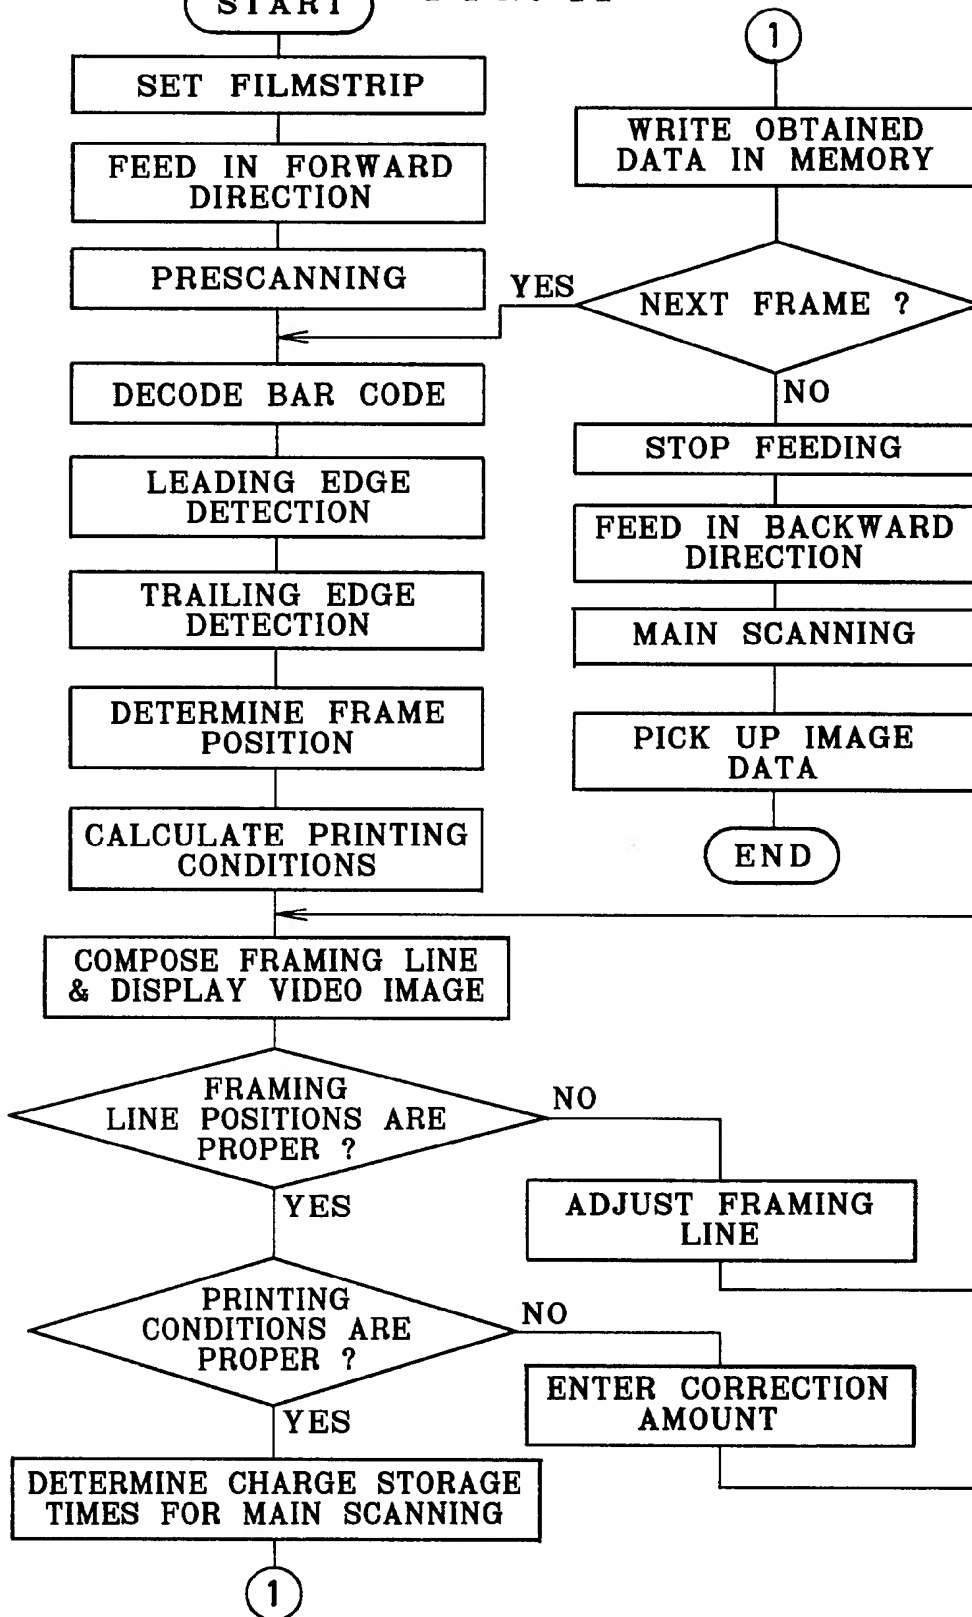 START
SET FILMSTRIP
FEED IN FORWARD
DIRECTION
PRESCANNING
DECODE BAR CODE
LEADING EDGE
DETECTION
TRAILING EDGE
DETECTION
DETERMINE FRAME
POSITION
CALCULATE PRINTING
CONDITIONS
COMPOSE FRAMING LINE
& DISPLAY VIDEO IMAGE
FRAMING
LINE POSITIONS ARE
PROPER ?
NO
YES
ADJUST FRAMING
LINE
PRINTING
CONDITIONS ARE
PROPER ?
NO
YES
ENTER CORRECTION
AMOUNT
DETERMINE CHARGE STORAGE
TIMES FOR MAIN SCANNING
1
1
WRITE OBTAINED
DATA IN MEMORY
YES
NEXT FRAME ?
NO
STOP FEEDING
FEED IN BACKWARD
DIRECTION
MAIN SCANNING
PICK UP IMAGE
DATA
END